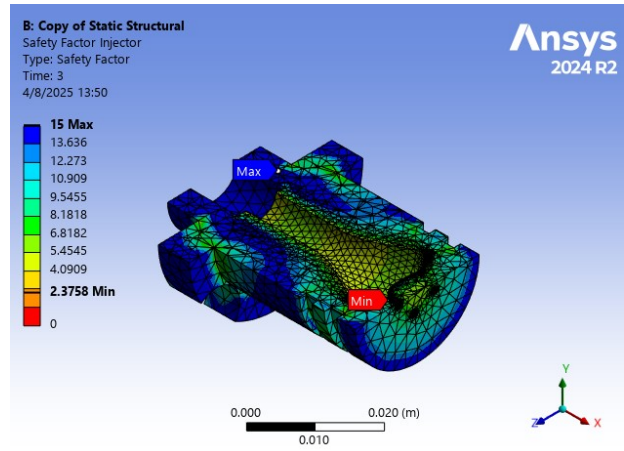 B: Copy of Static Structural
Safety Factor Injector
Type: Safety Factor
Time: 3
4/8/2025 13:50
Ansys
2024 R2
15 Max
13.636
12.273
10.909
9.5455
8.1818
6.8182
5.4545
4.0909
2.3758 Min
0
Max
Min
0.000
0.020 (m)
0.010
Y
Z
X